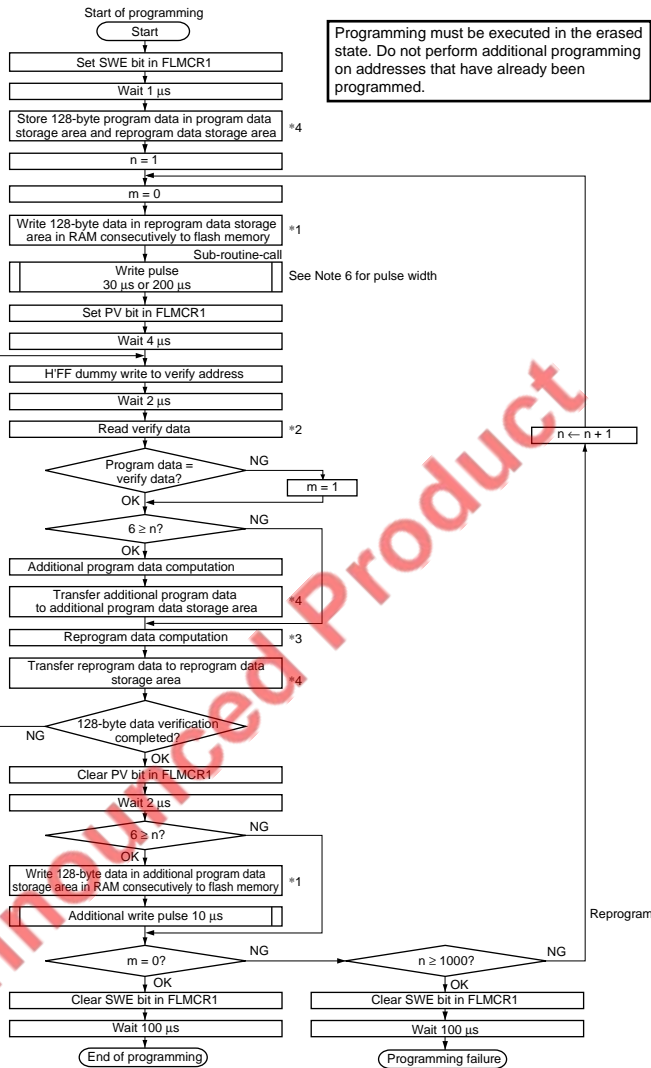 Start of programming
Start
Programming must be executed in the erased
state. Do not perform additional programming
on addresses that have already been
programmed.
Set SWE bit in FLMCR1
Wait 1 μs
Store 128-byte program data in program data
storage area and reprogram data storage area
*4
n = 1
m = 0
Write 128-byte data in reprogram data storage
area in RAM consecutively to flash memory
*1
Sub-routine-call
Write pulse
30 μs or 200 μs
See Note 6 for pulse width
Set PV bit in FLMCR1
Wait 4 μs
H'FF dummy write to verify address
Wait 2 μs
Read verify data
*2
n ← n + 1
Program data =
verify data?
NG
m = 1
OK
6 ≥ n?
NG
OK
Additional program data computation
Transfer additional program data
to additional program data storage area
*4
Reprogram data computation
*3
Transfer reprogram data to reprogram data
storage area
*4
128-byte data verification
completed?
NG
OK
Clear PV bit in FLMCR1
Wait 2 μs
6 ≥ n?
NG
OK
Write 128-byte data in additional program data
storage area in RAM consecutively to flash memory
*1
Additional write pulse 10 μs
Reprogram
m = 0?
NG
n ≥ 1000?
NG
OK
OK
Clear SWE bit in FLMCR1
Clear SWE bit in FLMCR1
Wait 100 μs
Wait 100 μs
End of programming
Programming failure
nnounced Product